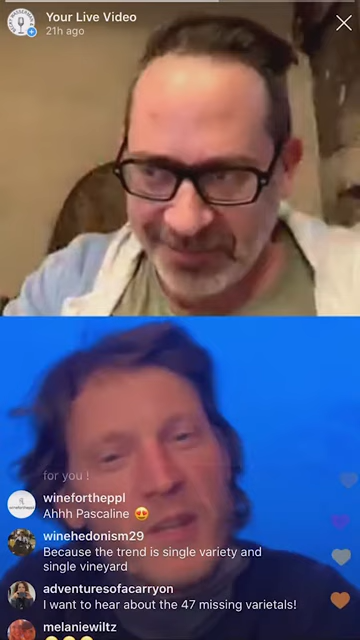 Your Live Video
21h ago
for you !
winefortheppl
Ahhh Pascaline 😍
winehedonism29
Because the trend is single variety and
single vineyard
adventuresofacarryon
I want to hear about the 47 missing varietals!
melaniewiltz